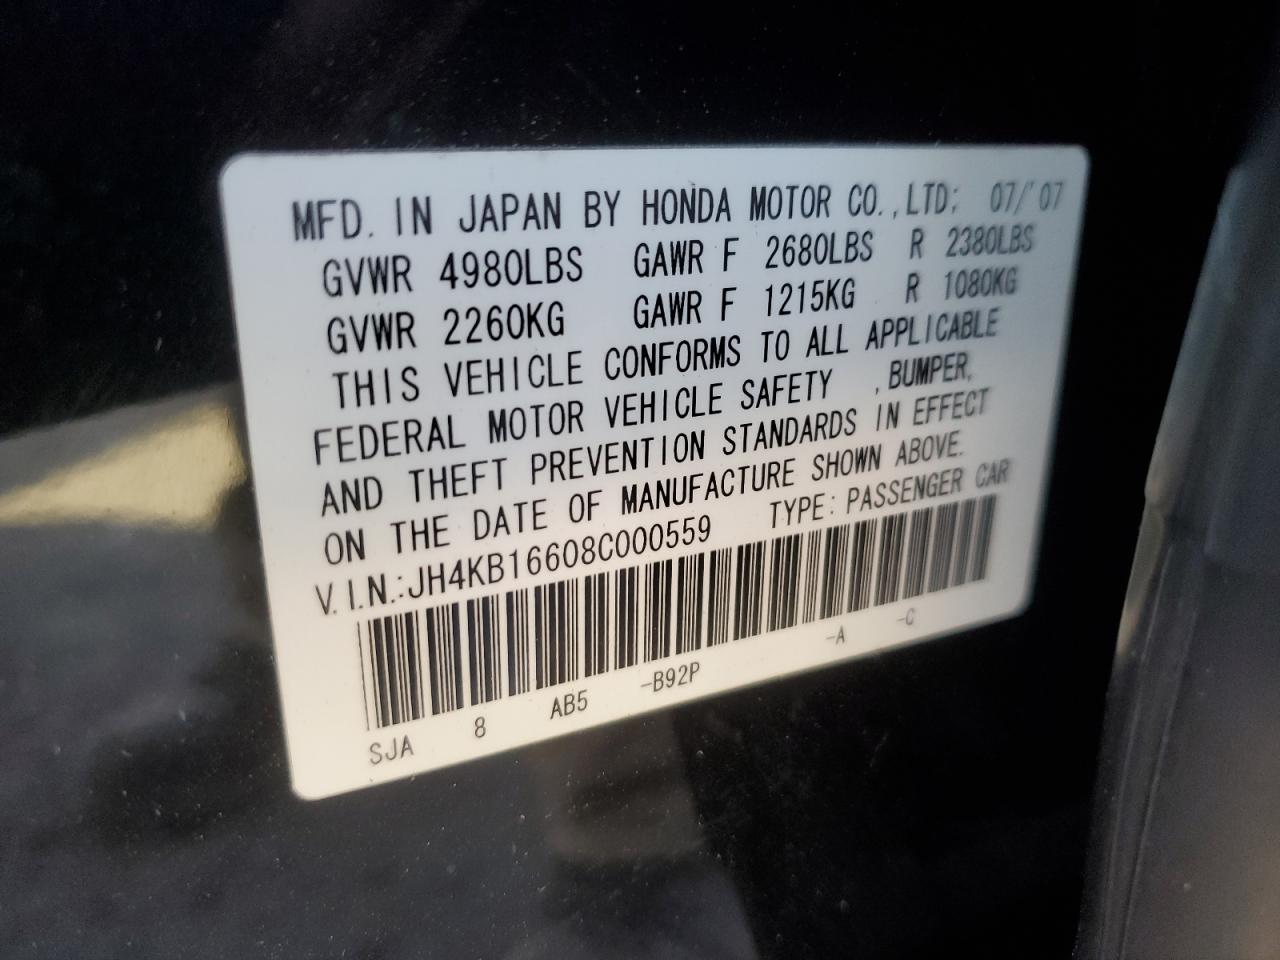 MFD. IN JAPAN BY HONDA MOTOR CO.,LTD; 07/'07
GVWR 4980LBS GAWR F 2680LBS R 2380LBS
GVWR 2260KG GAWR F 1215KG R 1080KG
THIS VEHICLE CONFORMS TO ALL APPLICABLE
FEDERAL MOTOR VEHICLE SAFETY ,BUMPER,
AND THEFT PREVENTION STANDARDS IN EFFECT
ON THE DATE OF MANUFACTURE SHOWN ABOVE.
V.I.N.:JH4KB16608C000559 TYPE:PASSENGER CAR
SJA 8 AB5 -B92P -A -C